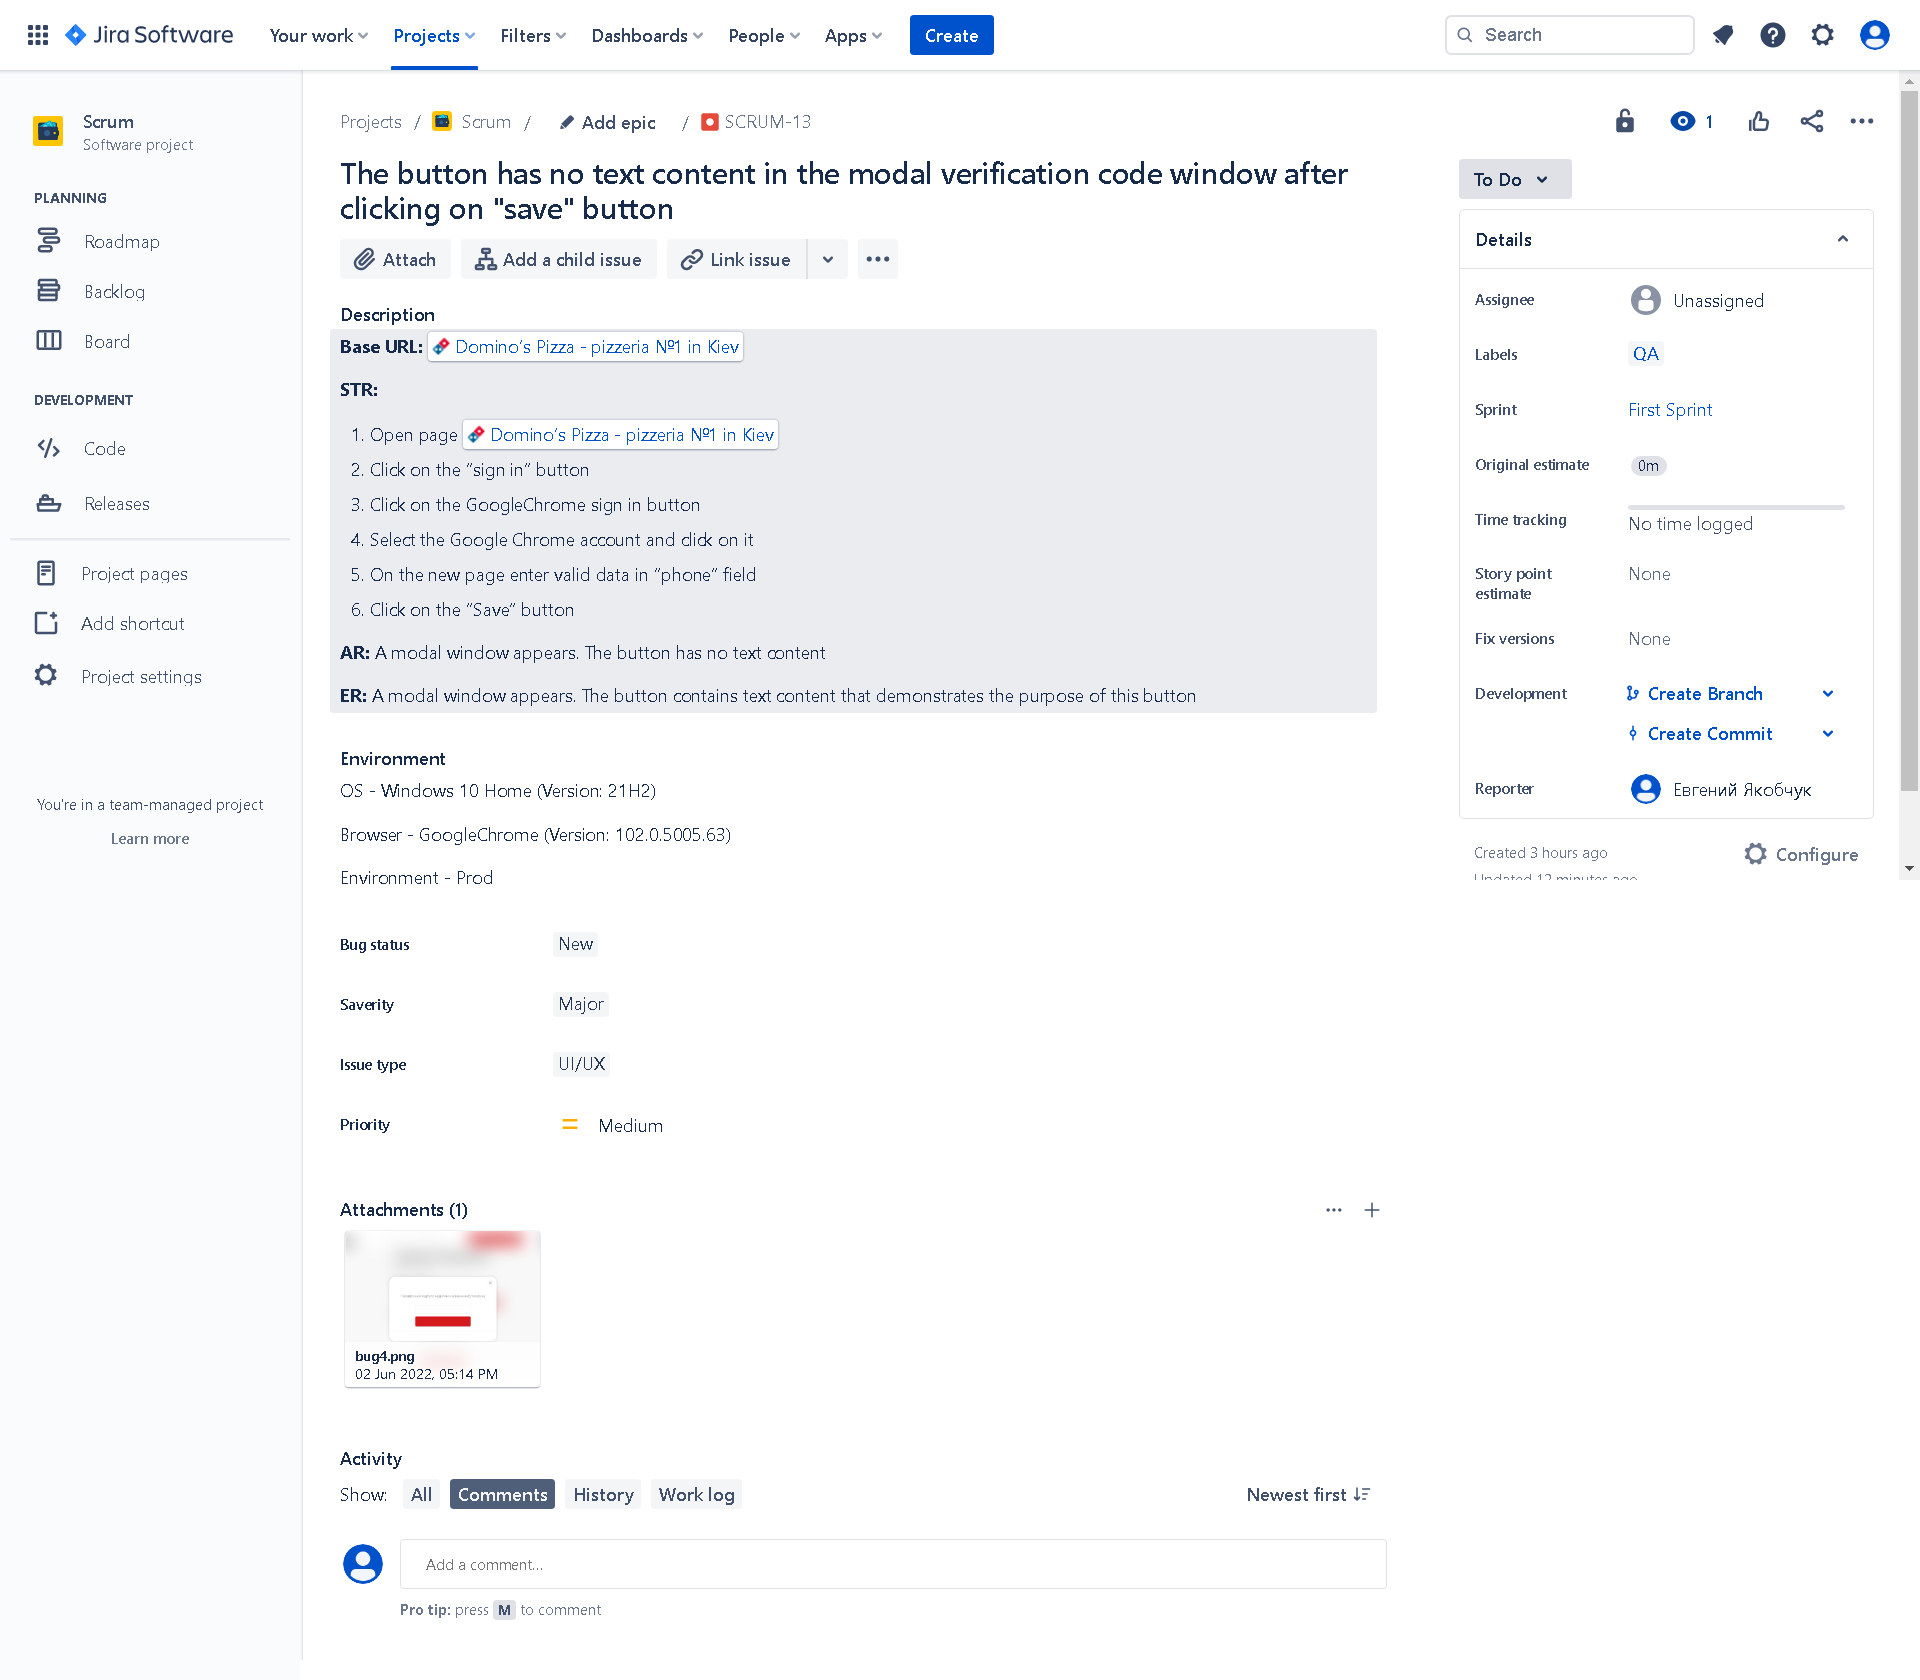 Jira Software Your work Projects Filters Dashboards People Apps Create Search
Scrum
Software project
PLANNING
Roadmap
Backlog
Board
DEVELOPMENT
Code
Releases
Project pages
Add shortcut
Project settings
You're in a team-managed project
Learn more
Projects / Scrum / Add epic / SCRUM-13
1
The button has no text content in the modal verification code window after
clicking on "save" button
Attach Add a child issue Link issue
Description
Base URL: Domino's Pizza - pizzeria №1 in Kiev
STR:
1. Open page Domino's Pizza - pizzeria №1 in Kiev
2. Click on the “sign in” button
3. Click on the GoogleChrome sign in button
4. Select the Google Chrome account and click on it
5. On the new page enter valid data in “phone” field
6. Click on the “Save” button
AR: A modal window appears. The button has no text content
ER: A modal window appears. The button contains text content that demonstrates the purpose of this button
Environment
OS - Windows 10 Home (Version: 21H2)
Browser - GoogleChrome (Version: 102.0.5005.63)
Environment - Prod
Bug status New
Saverity Major
Issue type UI/UX
Priority Medium
Attachments (1)
bug4.png
02 Jun 2022, 05:14 PM
Activity
Show: All Comments History Work log Newest first
Add a comment...
Pro tip: press M to comment
To Do
Details
Assignee Unassigned
Labels QA
Sprint First Sprint
Original estimate 0m
Time tracking No time logged
Story point
estimate None
Fix versions None
Development Create Branch
Create Commit
Reporter Евгений Якобчук
Created 3 hours ago Configure
Updated 12 minutes ago